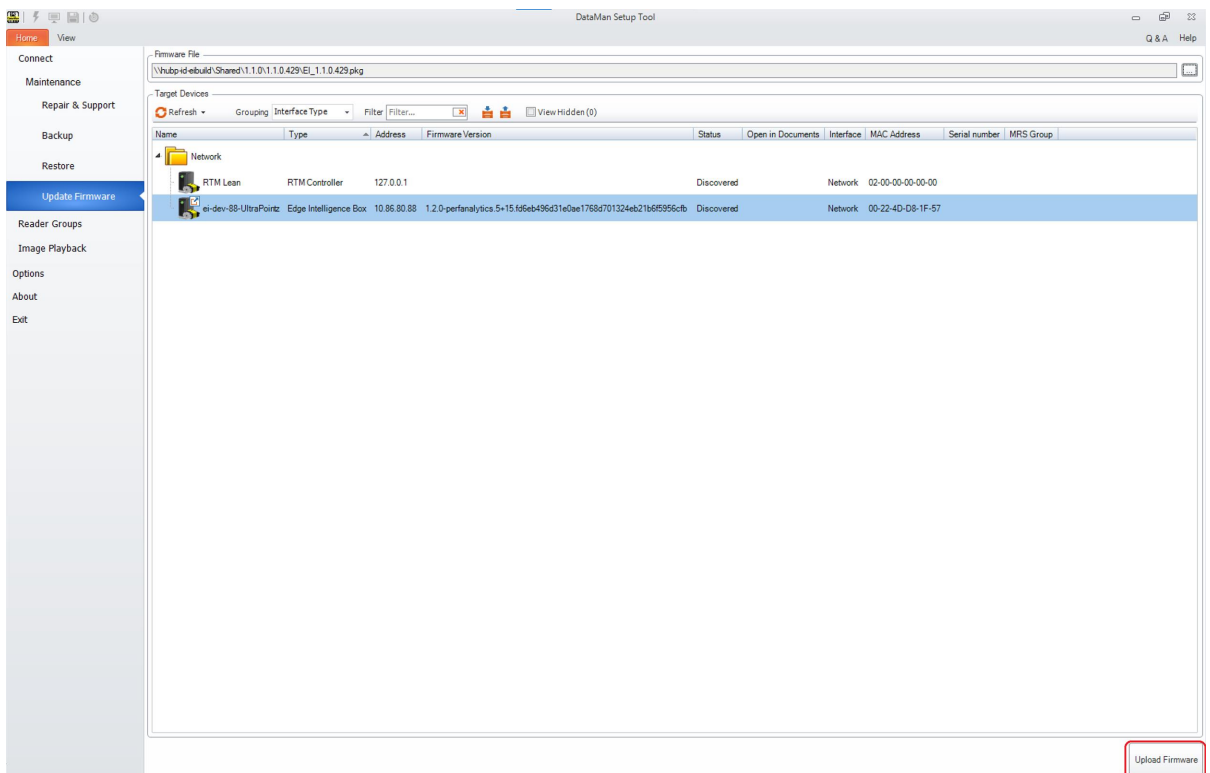 DataMan Setup Tool
Home View Q & A Help
Connect
Maintenance
Repair & Support
Backup
Restore
Update Firmware
Reader Groups
Image Playback
Options
About
Exit
Firmware File
\\hubp-id-eibuild\Shared\1.1.0\1.1.0.429\EI_1.1.0.429.pkg ...
Target Devices
Refresh Grouping Interface Type Filter Filter... View Hidden (0)
Name Type Address Firmware Version Status Open in Documents Interface MAC Address Serial number MRS Group
Network
RTM Lean RTM Controller 127.0.0.1 Discovered Network 02-00-00-00-00-00
ei-dev-88-UltraPointz Edge Intelligence Box 10.86.80.88 1.2.0-perfanalytics.5+15.fd6eb496d31e0ae1768d701324eb21b6f5956cfb Discovered Network 00-22-4D-D8-1F-57
Upload Firmware